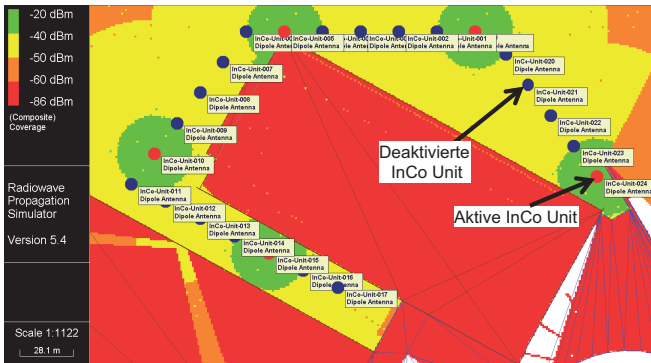 -20 dBm
-40 dBm
-50 dBm
-60 dBm
-86 dBm
(Composite)
Coverage
Radiowave
Propagation
Simulator
Version 5.4
Scale 1:1122
28.1 m
InCo-Unit-005
Dipole Antenna
InCo-Unit-002
Dipole Antenna
Dipole Antenna
InCo-Unit-020
Dipole Antenna
InCo-Unit-007
Dipole Antenna
InCo-Unit-021
Dipole Antenna
InCo-Unit-008
Dipole Antenna
InCo-Unit-022
Dipole Antenna
InCo-Unit-009
Dipole Antenna
InCo-Unit-023
Dipole Antenna
InCo-Unit-010
Dipole Antenna
InCo-Unit-024
Dipole Antenna
InCo-Unit-011
Dipole Antenna
InCo-Unit-012
Dipole Antenna
InCo-Unit-013
Dipole Antenna
InCo-Unit-014
Dipole Antenna
InCo-Unit-015
Dipole Antenna
InCo-Unit-016
Dipole Antenna
InCo-Unit-017
Dipole Antenna
Deaktivierte
InCo Unit
Aktive InCo Unit